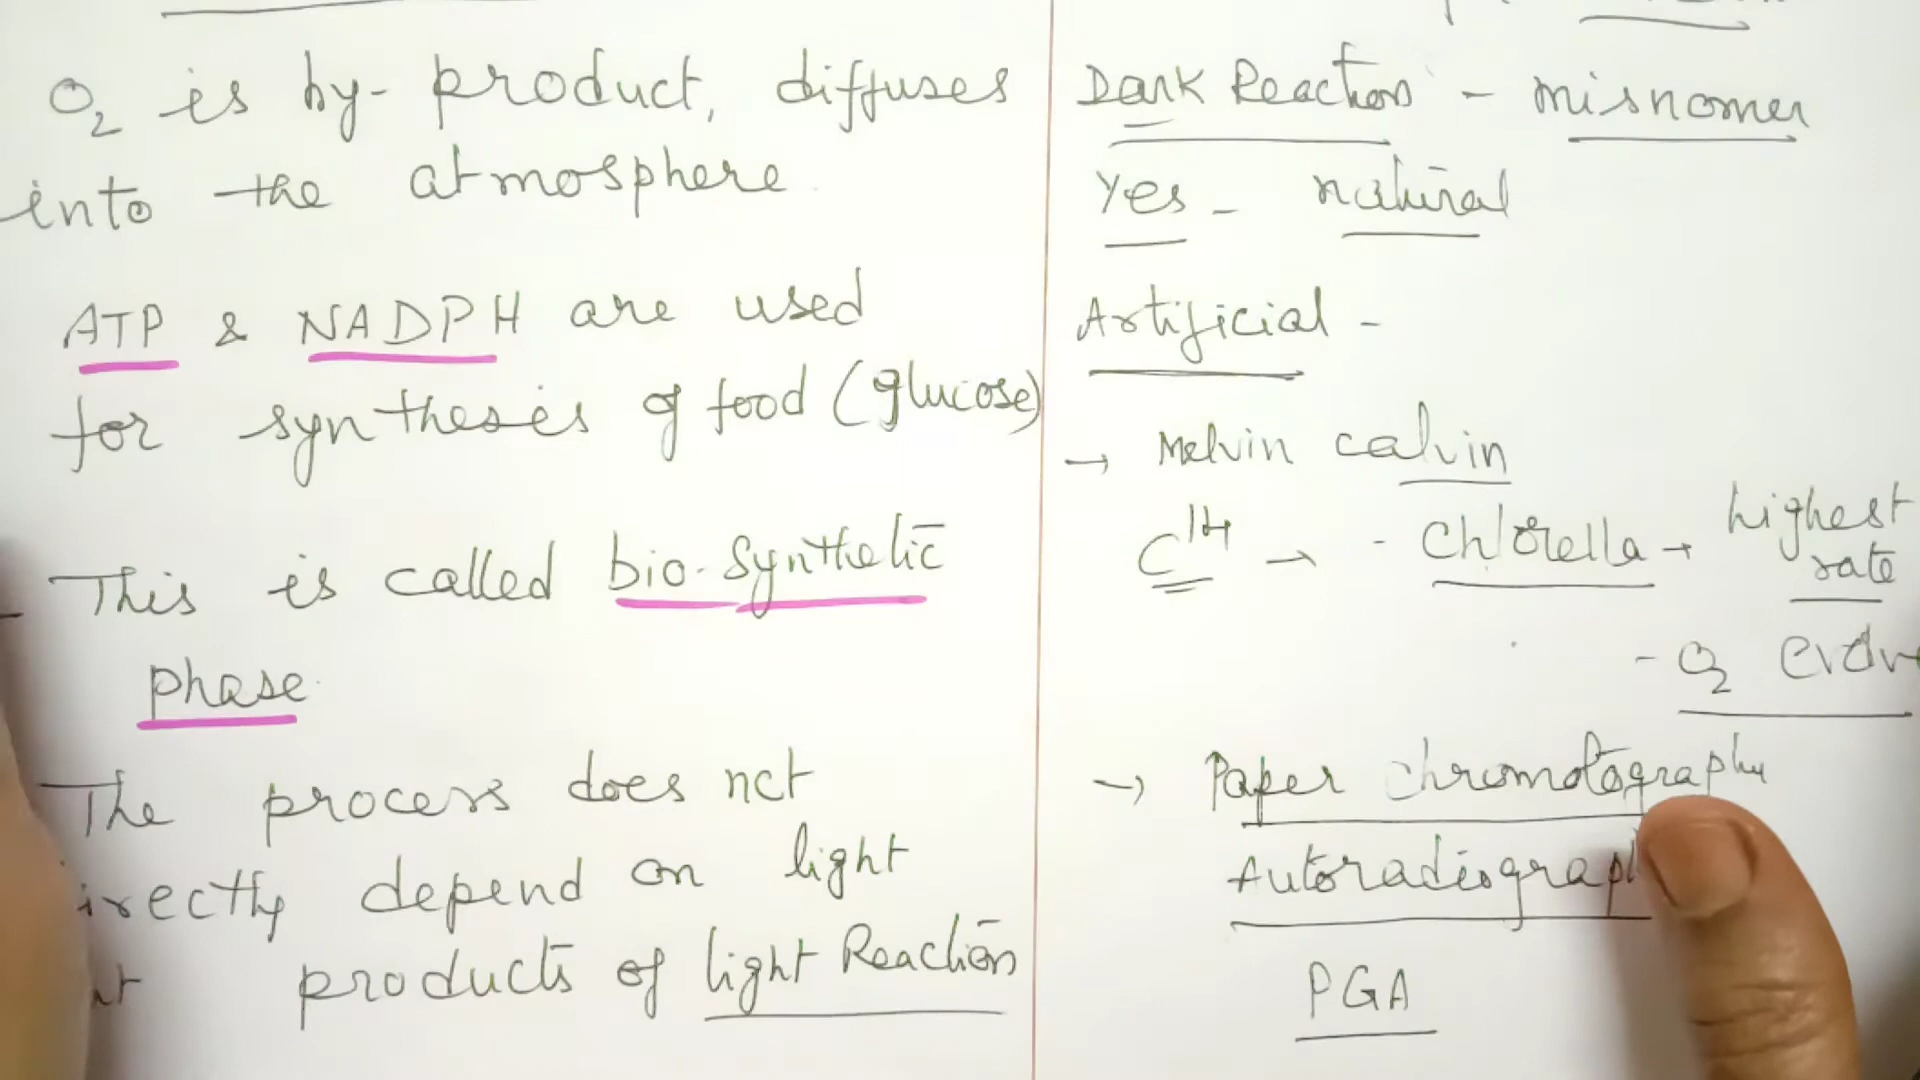 O2 is by-product, diffuses
into the atmosphere
ATP & NADPH are used
for synthesis of food (glucose)
This is called bio-synthetic
phase.
The process does not
directly depend on light
products of light Reaction
Dark Reaction - misnomer
Yes - natural
Artificial -
→ Melvin calvin
C14 → - Chlorella → highest
rate
- O2
→ Paper chromotography
Autoradiograph
PGA